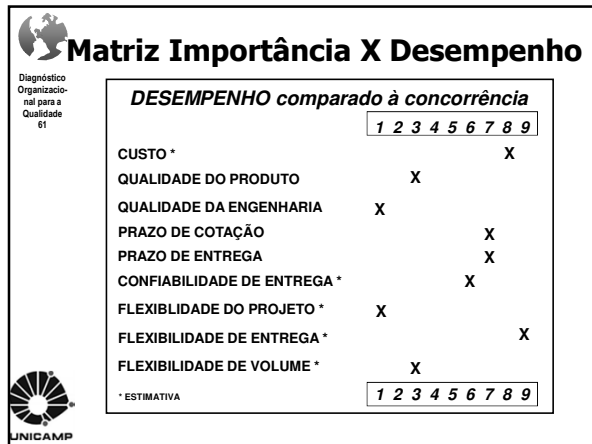 Matriz Importância X Desempenho
Diagnóstico
Organizacio-
nal para a
Qualidade
61
DESEMPENHO comparado à concorrência
1 2 3 4 5 6 7 8 9
CUSTO * X
QUALIDADE DO PRODUTO X
QUALIDADE DA ENGENHARIA X
PRAZO DE COTAÇÃO X
PRAZO DE ENTREGA X
CONFIABILIDADE DE ENTREGA * X
FLEXIBLIDADE DO PROJETO * X
FLEXIBILIDADE DE ENTREGA * X
FLEXIBILIDADE DE VOLUME * X
* ESTIMATIVA 1 2 3 4 5 6 7 8 9
UNICAMP